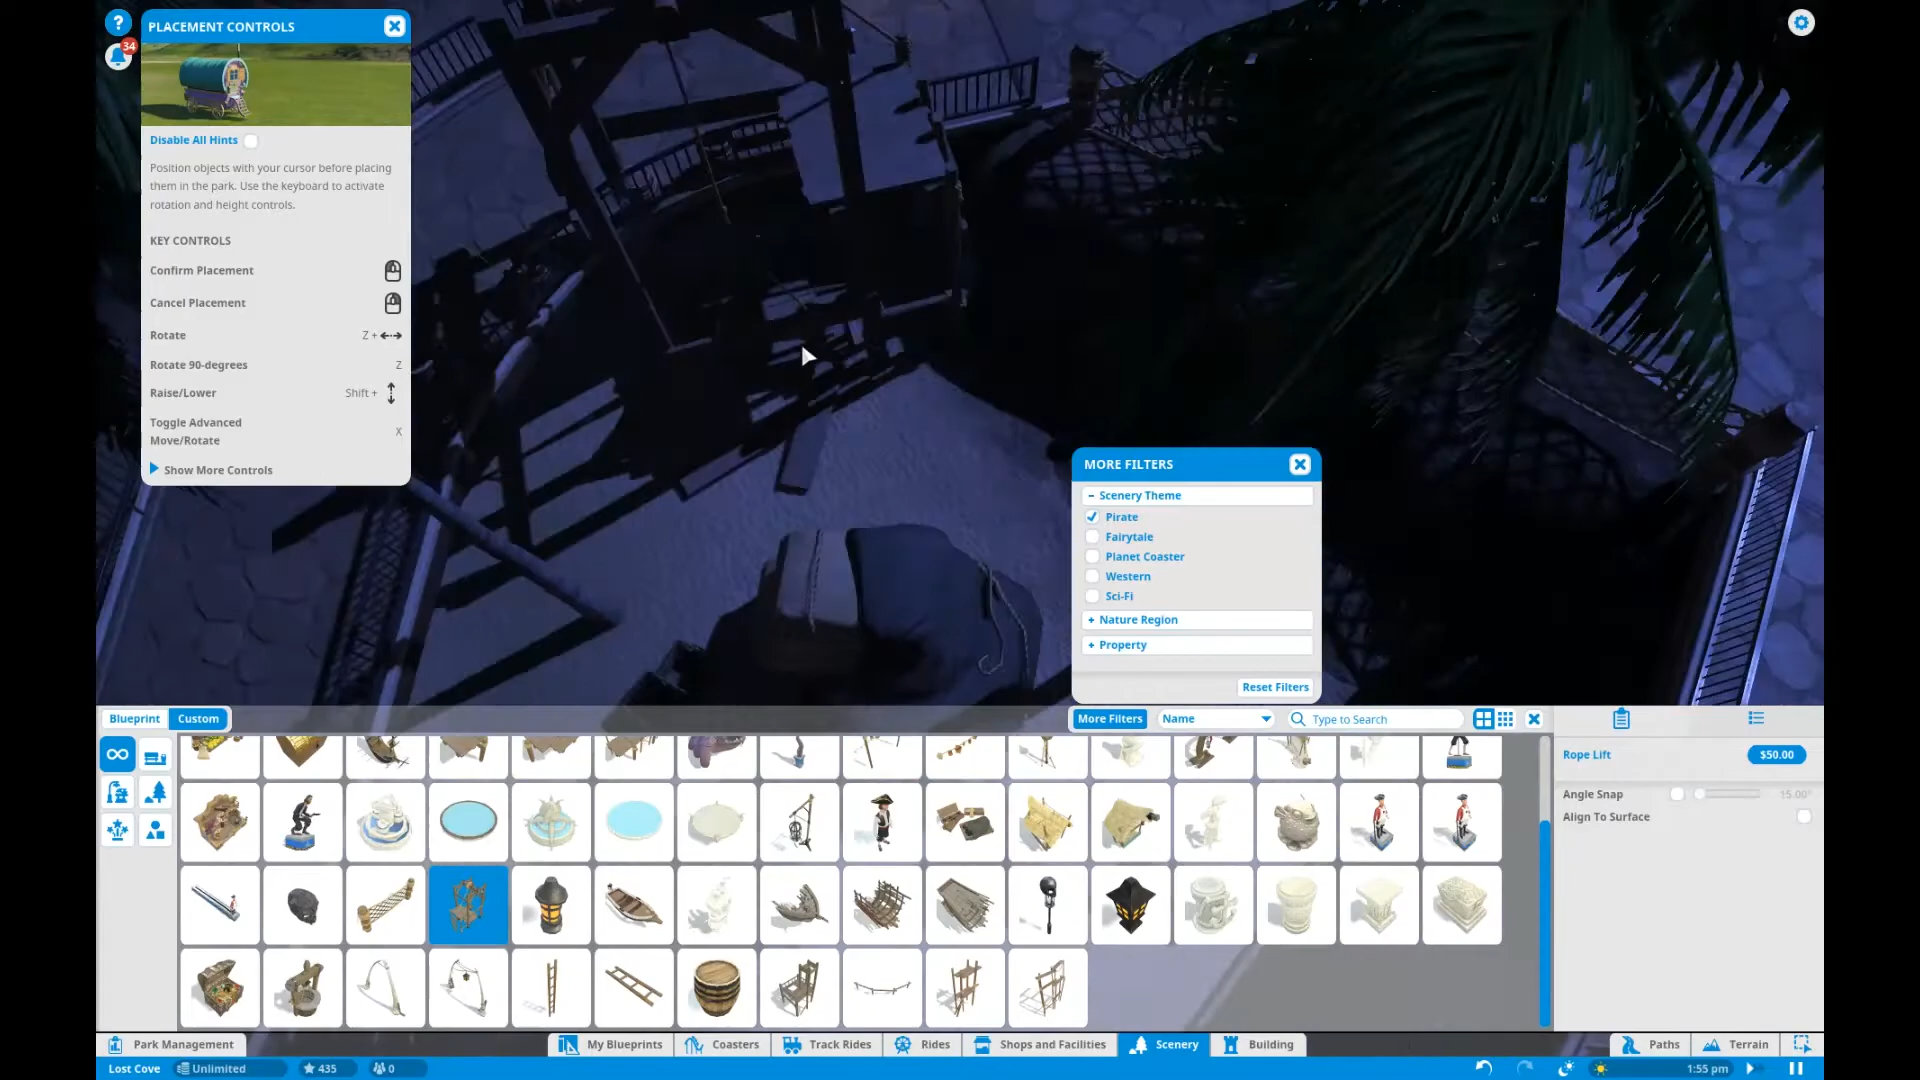 ?
PLACEMENT CONTROLS
34
Disable All Hints
Position objects with your cursor before placing
them in the park. Use the keyboard to activate
rotation and height controls.
KEY CONTROLS
Confirm Placement
Cancel Placement
Rotate Z +
Rotate 90-degrees Z
Raise/Lower Shift +
Toggle Advanced
Move/Rotate X
Show More Controls
MORE FILTERS
− Scenery Theme
Pirate
Fairytale
Planet Coaster
Western
Sci-Fi
+ Nature Region
+ Property
Reset Filters
Blueprint Custom More Filters Name Type to Search
Rope Lift $50.00
Angle Snap 15.00°
Align To Surface
Park Management My Blueprints Coasters Track Rides Rides Shops and Facilities Scenery Building Paths Terrain
Lost Cove Unlimited 435 0 1:55 pm